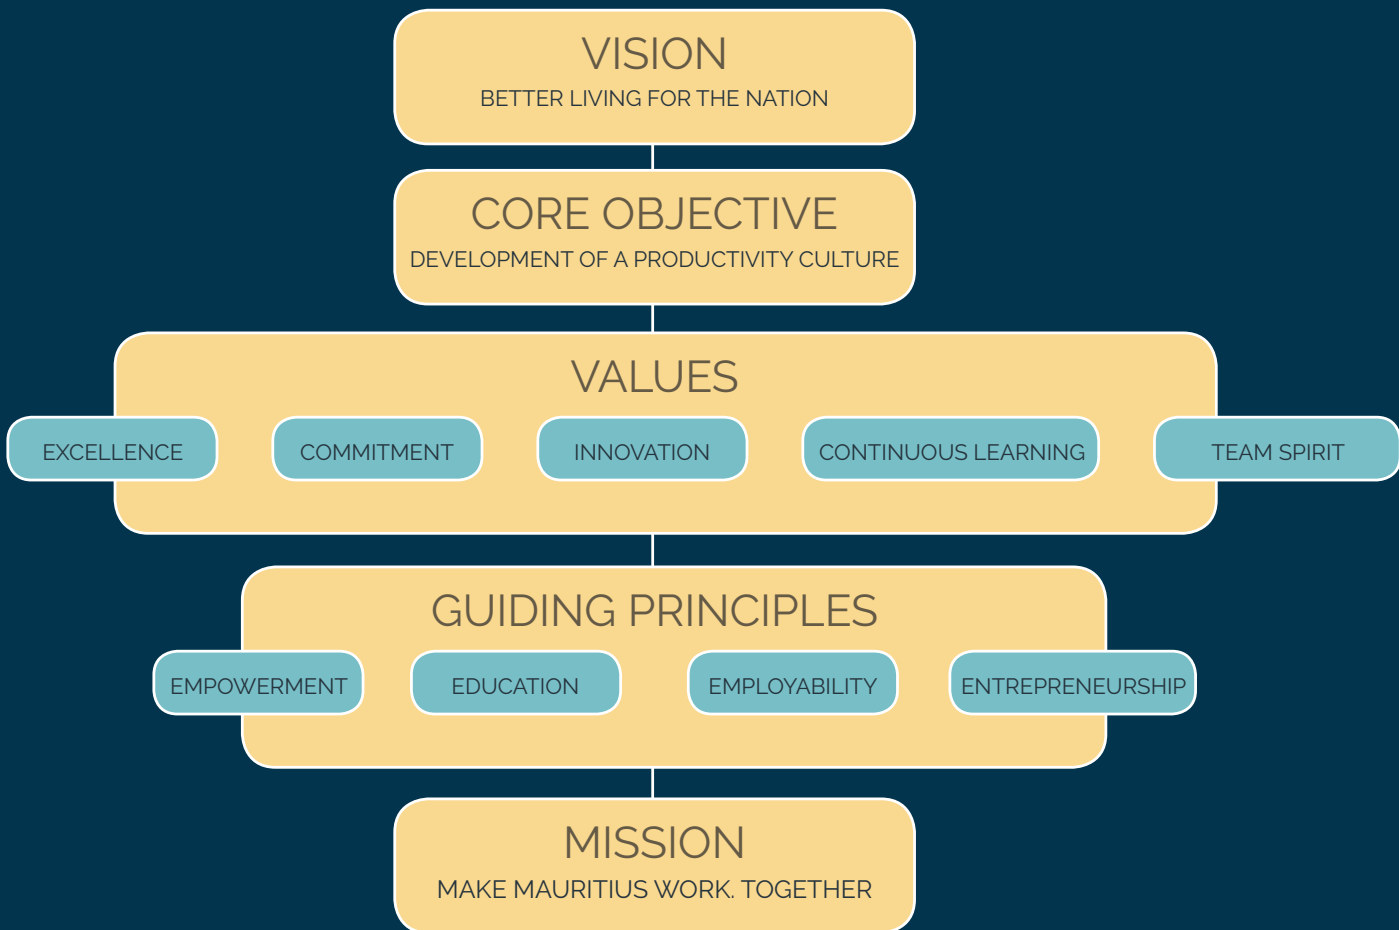 VISION
BETTER LIVING FOR THE NATION
CORE OBJECTIVE
DEVELOPMENT OF A PRODUCTIVITY CULTURE
VALUES
EXCELLENCE
COMMITMENT
INNOVATION
CONTINUOUS LEARNING
TEAM SPIRIT
GUIDING PRINCIPLES
EMPOWERMENT
EDUCATION
EMPLOYABILITY
ENTREPRENEURSHIP
MISSION
MAKE MAURITIUS WORK. TOGETHER